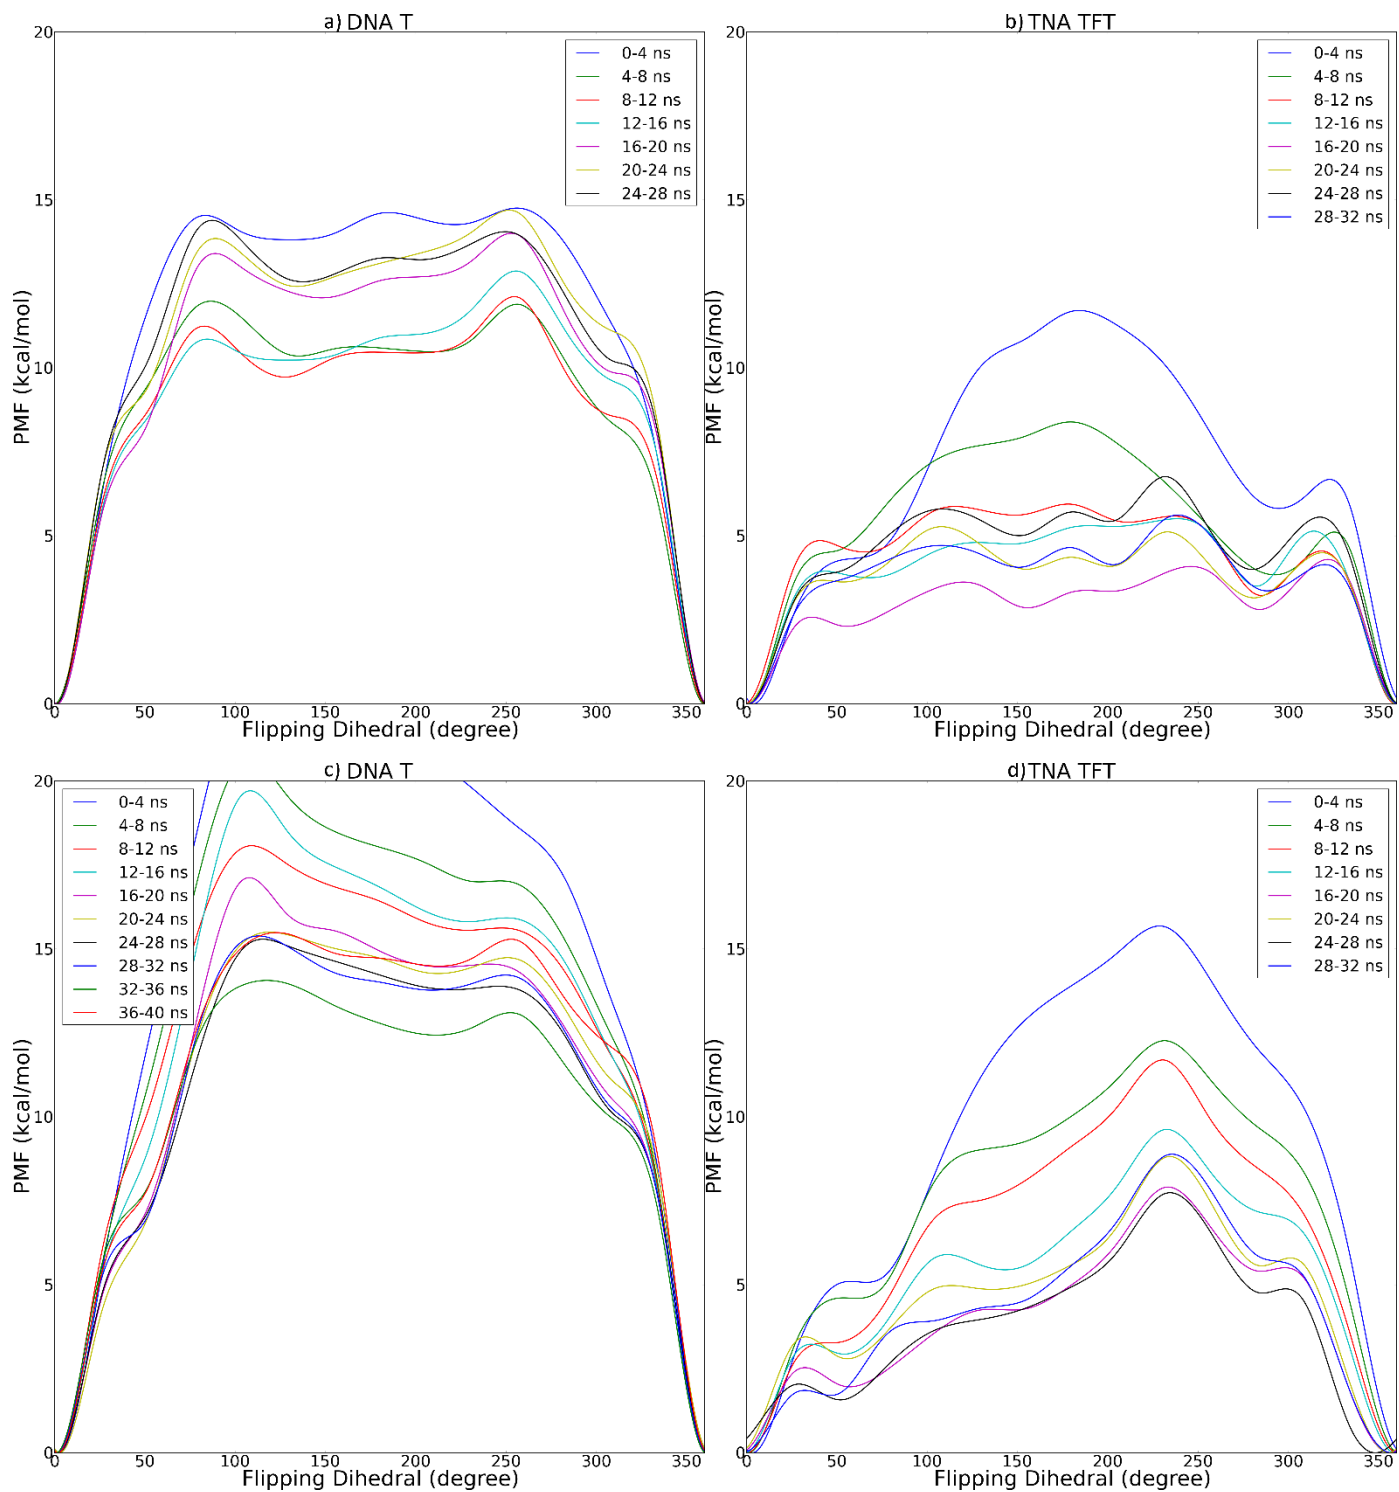 a) DNA T
20
15
10
5
0
PMF (kcal/mol)
0-4 ns
4-8 ns
8-12 ns
12-16 ns
16-20 ns
20-24 ns
24-28 ns
0 50 100 150 200 250 300 350
Flipping Dihedral (degree)
b) TNA TFT
20
15
10
5
0
PMF (kcal/mol)
0-4 ns
4-8 ns
8-12 ns
12-16 ns
16-20 ns
20-24 ns
24-28 ns
28-32 ns
0 50 100 150 200 250 300 350
Flipping Dihedral (degree)
c) DNA T
20
15
10
5
0
PMF (kcal/mol)
0-4 ns
4-8 ns
8-12 ns
12-16 ns
16-20 ns
20-24 ns
24-28 ns
28-32 ns
32-36 ns
36-40 ns
0 50 100 150 200 250 300 350
Flipping Dihedral (degree)
d) TNA TFT
20
15
10
5
0
PMF (kcal/mol)
0-4 ns
4-8 ns
8-12 ns
12-16 ns
16-20 ns
20-24 ns
24-28 ns
28-32 ns
0 50 100 150 200 250 300 350
Flipping Dihedral (degree)